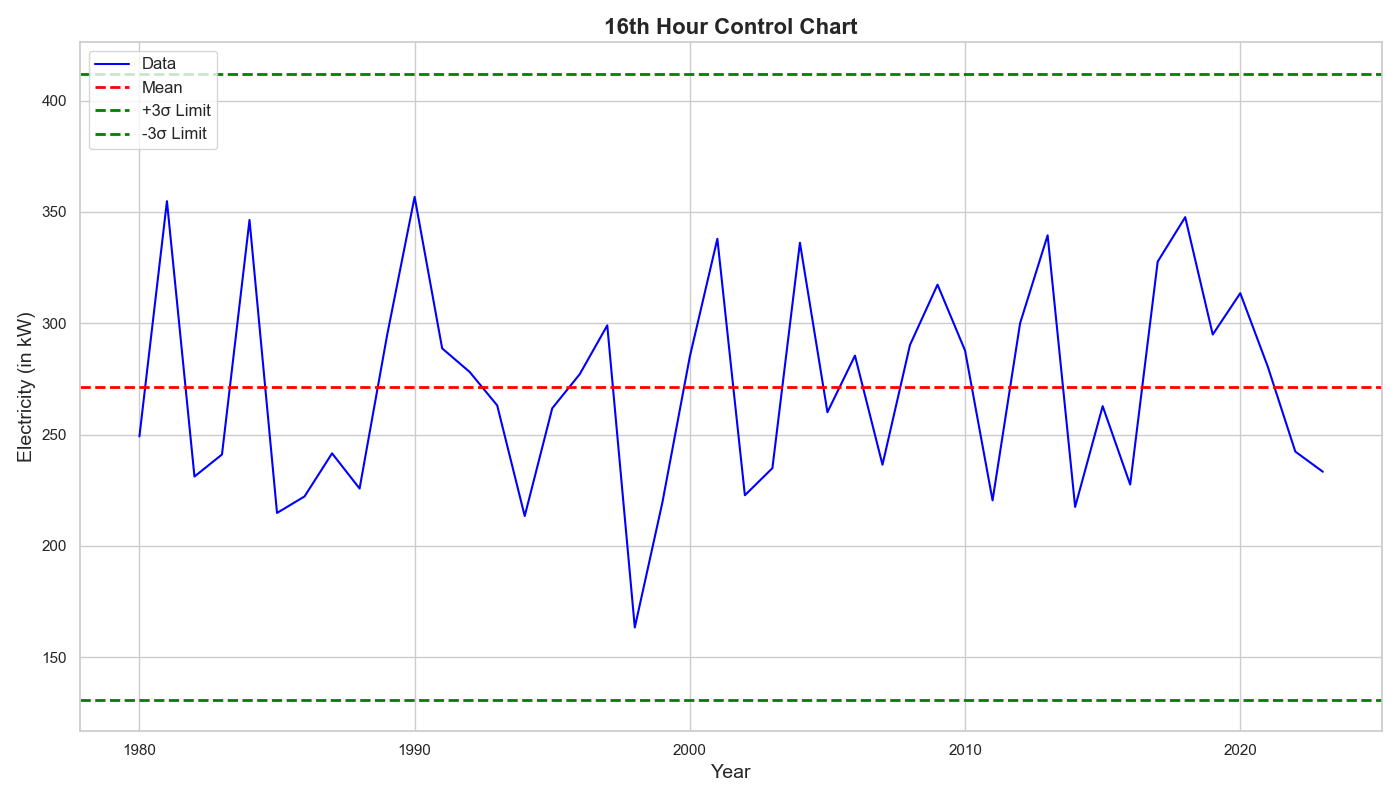 16th Hour Control Chart
Data
Mean
+3σ Limit
-3σ Limit
Electricity (in kW)
400
350
300
250
200
150
1980
1990
2000
2010
2020
Year